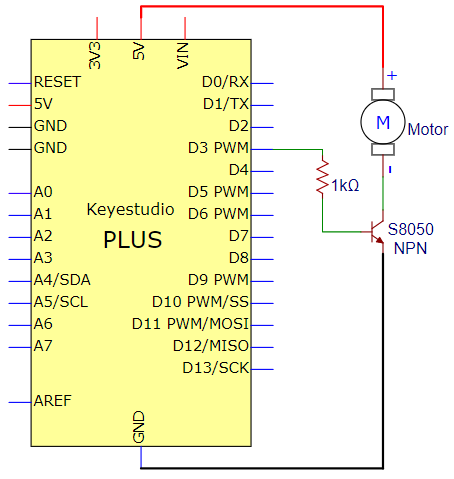 3V3
5V
VIN
RESET
5V
GND
GND
A0
A1
A2
A3
A4/SDA
A5/SCL
A6
A7
AREF
Keyestudio
PLUS
D0/RX
D1/TX
D2
D3 PWM
D4
D5 PWM
D6 PWM
D7
D8
D9 PWM
D10 PWM/SS
D11 PWM/MOSI
D12/MISO
D13/SCK
GND
1kΩ
+
M
Motor
-
S8050
NPN